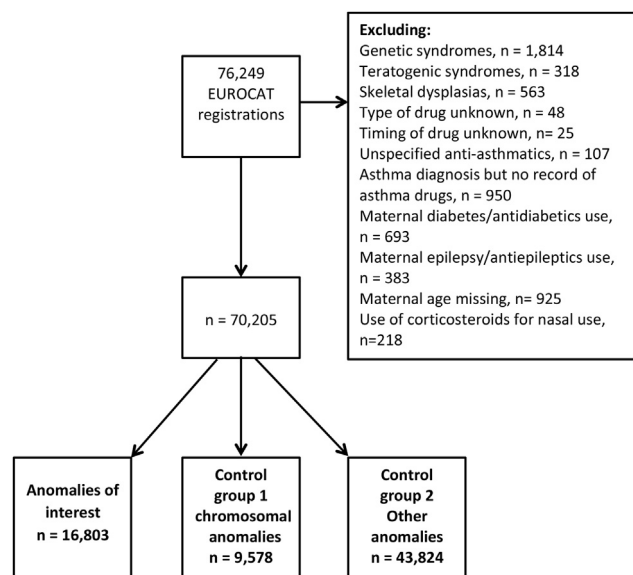 76,249
EUROCAT
registrations
Excluding:
Genetic syndromes, n = 1,814
Teratogenic syndromes, n = 318
Skeletal dysplasias, n = 563
Type of drug unknown, n = 48
Timing of drug unknown, n= 25
Unspecified anti-asthmatics, n = 107
Asthma diagnosis but no record of
asthma drugs, n = 950
Maternal diabetes/antidiabetics use,
n = 693
Maternal epilepsy/antiepileptics use,
n = 383
Maternal age missing, n= 925
Use of corticosteroids for nasal use,
n=218
n = 70,205
Anomalies of
interest
n = 16,803
Control
group 1
chromosomal
anomalies
n = 9,578
Control
group 2
Other
anomalies
n = 43,824